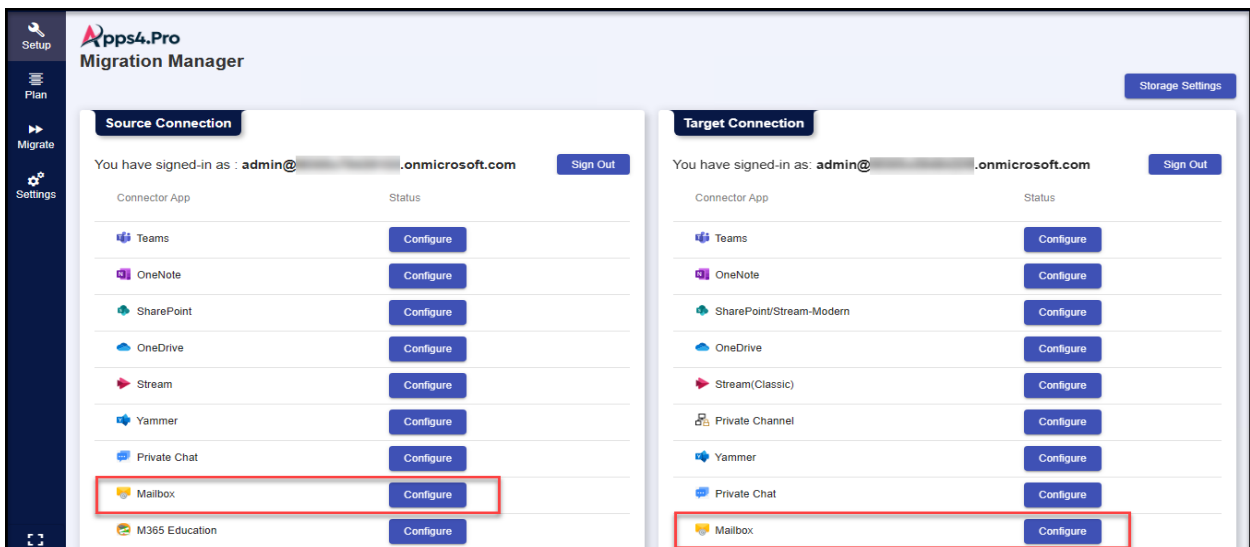 Setup
Plan
Migrate
Settings
Apps4.Pro
Migration Manager
Storage Settings
Source Connection
You have signed-in as : admin@ .onmicrosoft.com Sign Out
Connector App Status
Teams Configure
OneNote Configure
SharePoint Configure
OneDrive Configure
Stream Configure
Yammer Configure
Private Chat Configure
Mailbox Configure
M365 Education Configure
Target Connection
You have signed-in as: admin@ .onmicrosoft.com Sign Out
Connector App Status
Teams Configure
OneNote Configure
SharePoint/Stream-Modern Configure
OneDrive Configure
Stream(Classic) Configure
Private Channel Configure
Yammer Configure
Private Chat Configure
Mailbox Configure